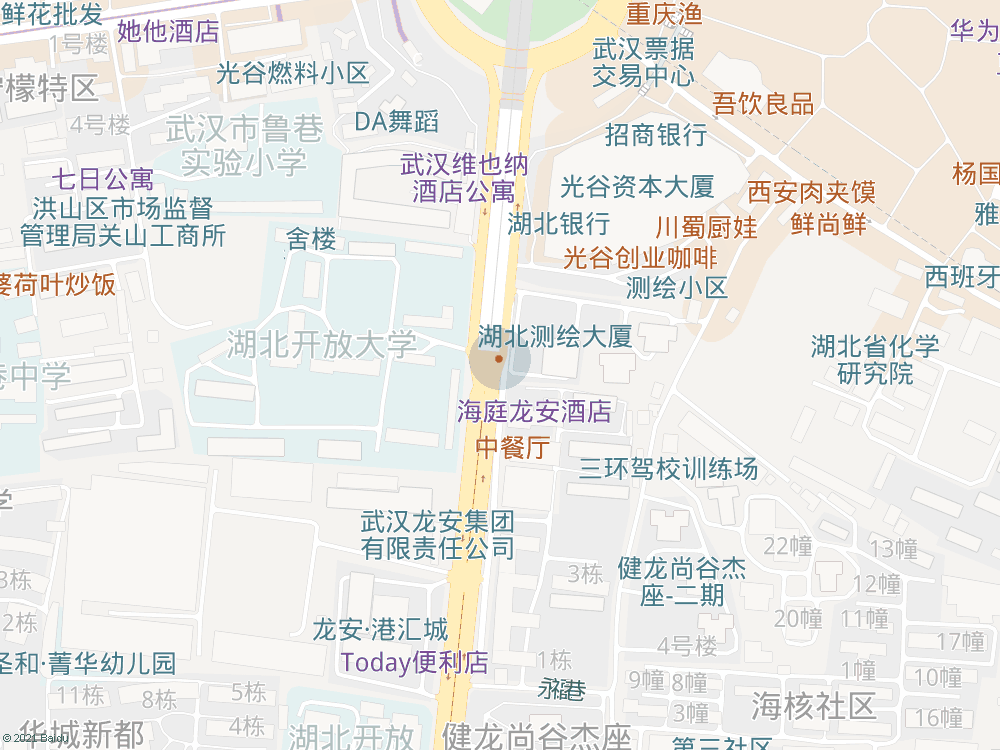 鲜花批发
她他酒店
重庆渔
华为
1号楼
武汉票据
交易中心
光谷燃料小区
柠檬特区
吾饮良品
4号楼
DA舞蹈
武汉市鲁巷
实验小学
招商银行
武汉维也纳
酒店公寓
七日公寓
光谷资本大厦
西安肉夹馍
杨国
洪山区市场监督
管理局关山工商所
舍楼
湖北银行
川蜀厨娃
鲜尚鲜
雅
光谷创业咖啡
婆荷叶炒饭
测绘小区
西班牙
湖北开放大学
湖北测绘大厦
湖北省化学
研究院
巷中学
海庭龙安酒店
中餐厅
三环驾校训练场
学
武汉龙安集团
有限责任公司
22幢
13幢
3栋
3栋
健龙尚谷杰
座-二期
12幢
2栋
20幢
11幢
龙安·港汇城
4号楼
17幢
圣和·菁华幼儿园
Today便利店
1栋
1幢
10幢
11栋
8栋
5栋
永巷
9幢
8幢
4栋
3幢
海核社区
16幢
华城新都
湖北开放
健龙尚谷杰座
第三社区
© 2021 Baidu